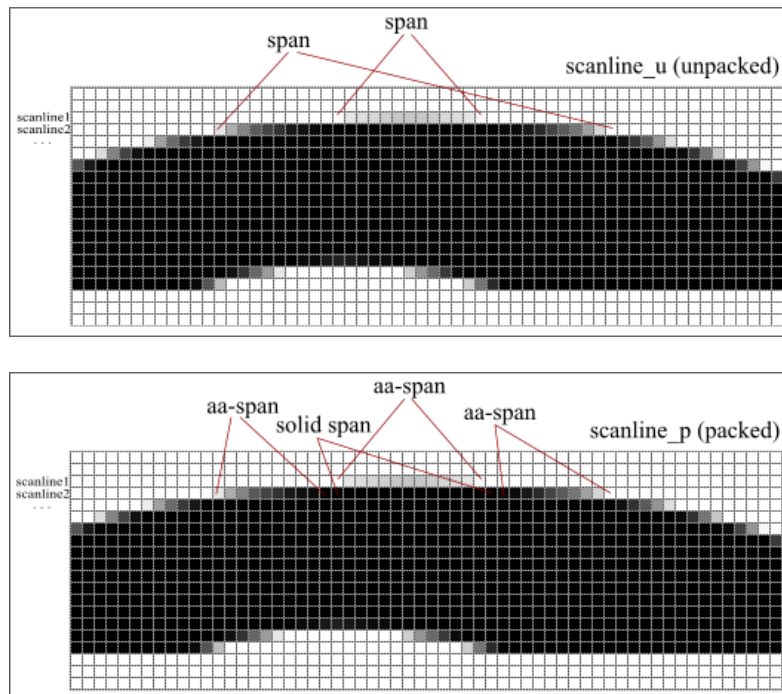 span
span
scanline_u (unpacked)
scanline1
scanline2
. . .
aa-span
aa-span
solid span
aa-span
scanline_p (packed)
scanline1
scanline2
. . .